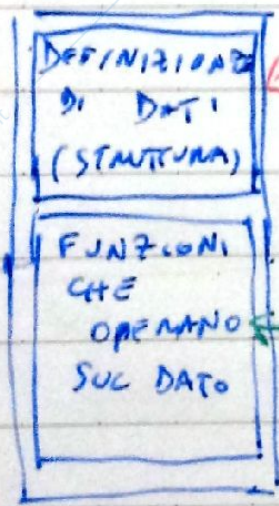 DEFINIZIONE
DI DATI
(STRUTTURA)
FUNZIONI
CHE
OPERANO
SUL DATO